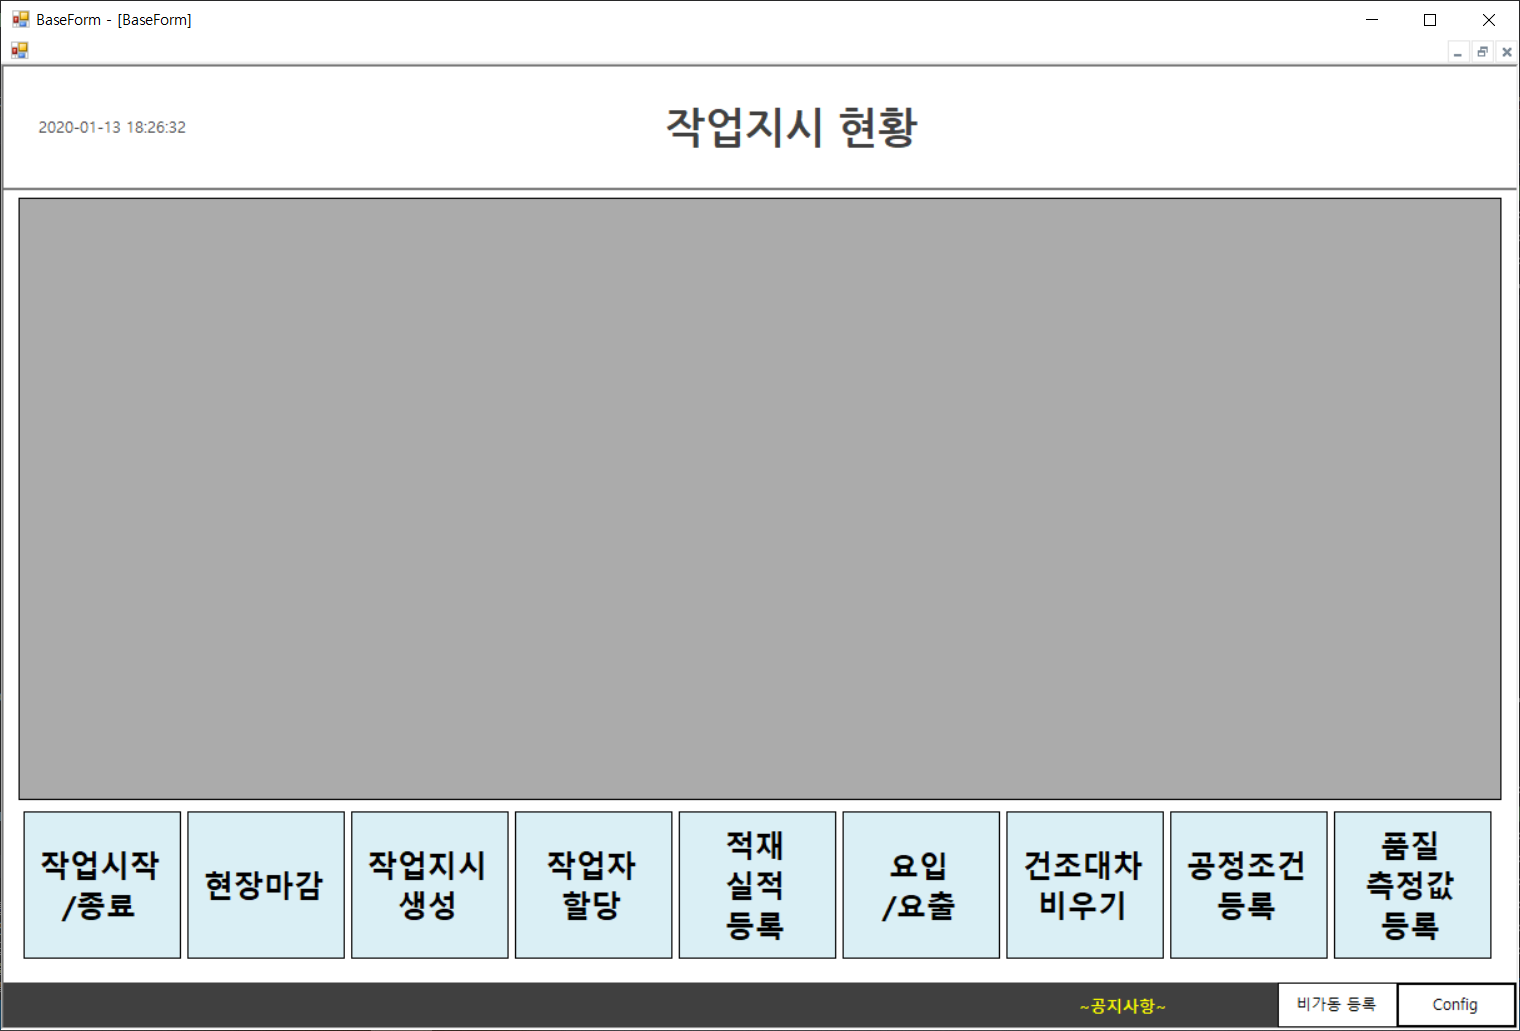 BaseForm - [BaseForm]
2020-01-13 18:26:32
작업지시 현황
작업시작
/종료
현장마감
작업지시
생성
작업자
할당
적재
실적
등록
요입
/요출
건조대차
비우기
공정조건
등록
품질
측정값
등록
~공지사항~
비가동 등록
Config